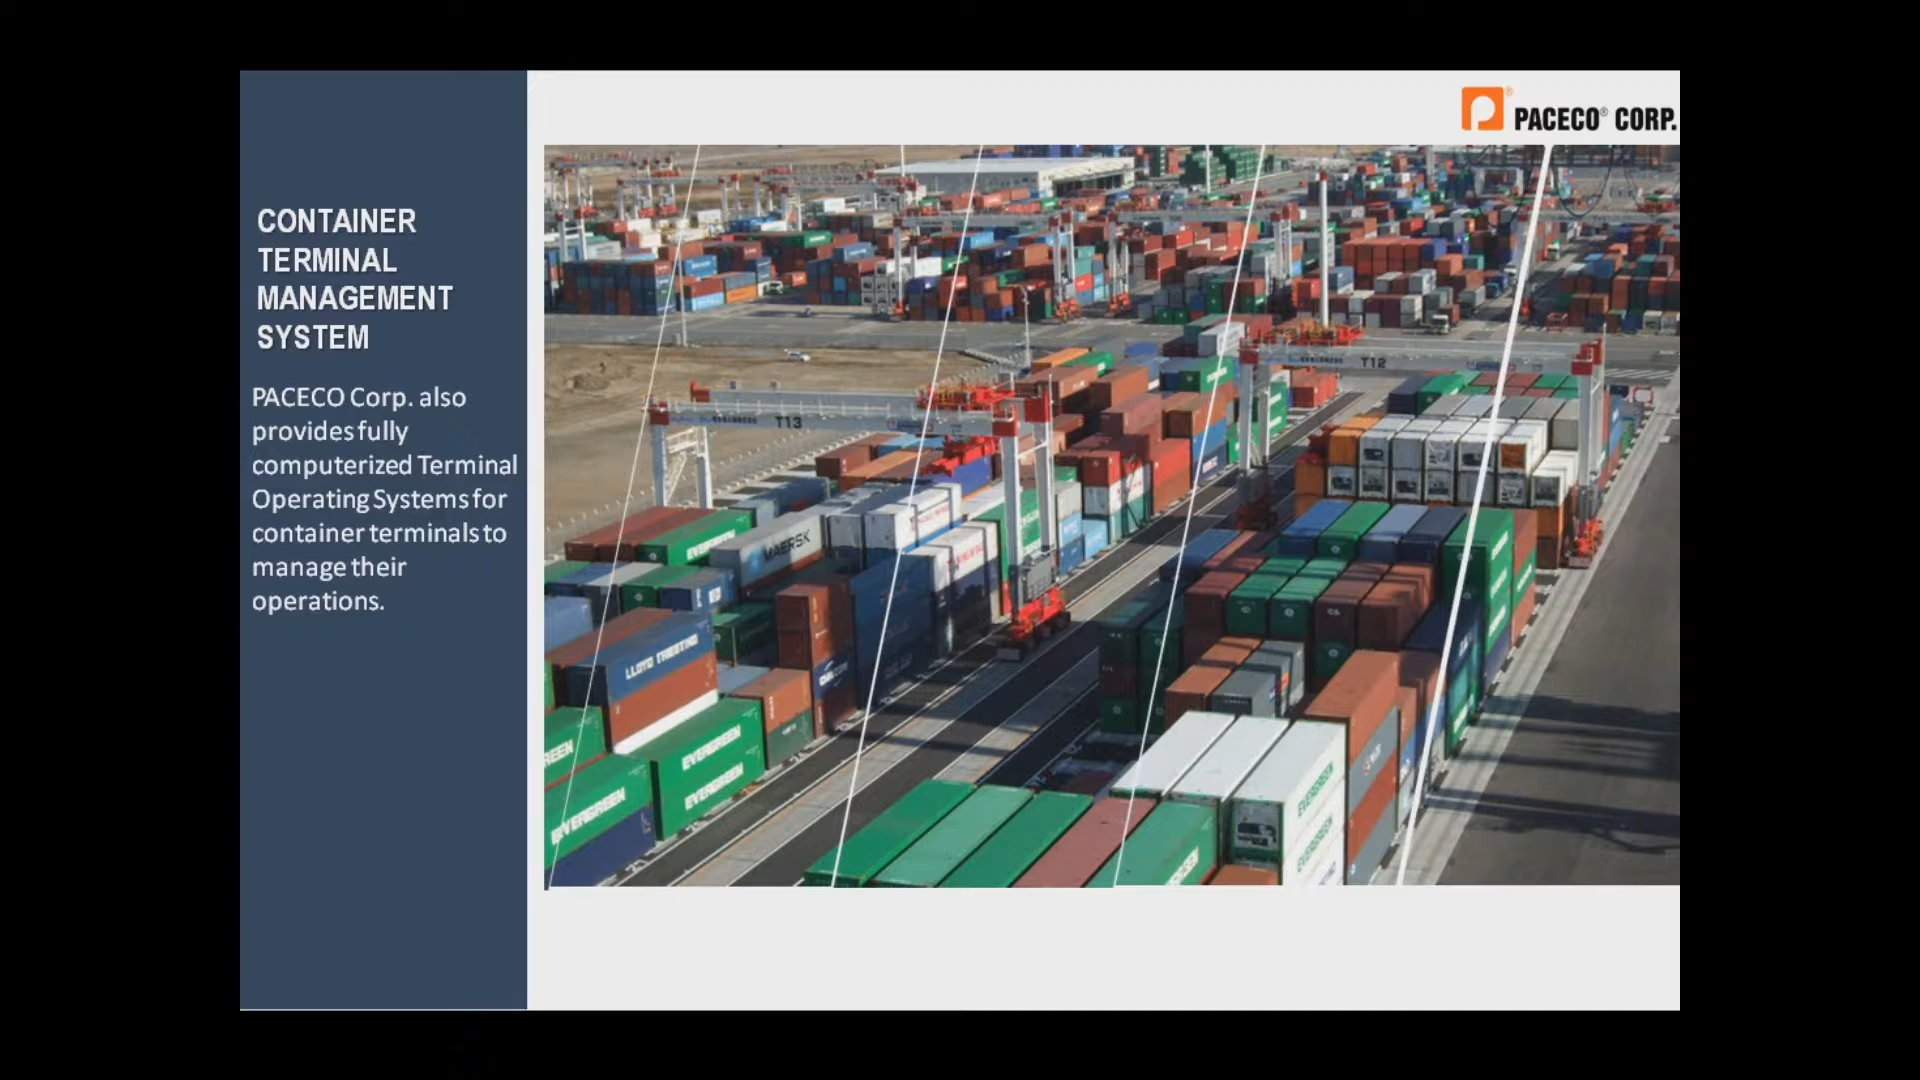 PACECO® CORP.
CONTAINER
TERMINAL
MANAGEMENT
SYSTEM
PACECO Corp. also
provides fully
computerized Terminal
Operating Systems for
container terminals to
manage their
operations.
T12
T13
EVERGREEN
MAERSK
LLOYD TRIESTINO
EVERGREEN
EVERGREEN
EVERGREEN
EVERGREEN